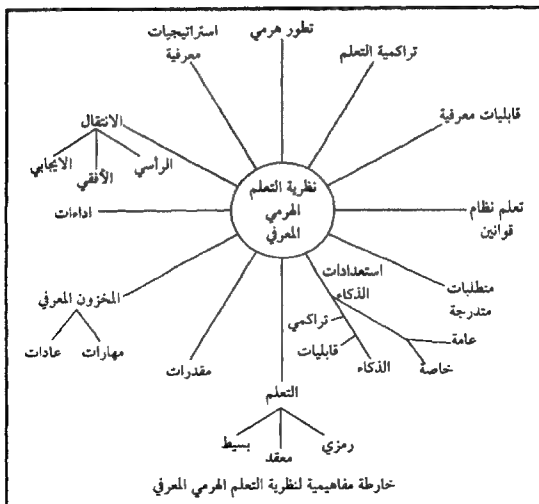 تطور هرمي
استراتيجيات
معرفية
تراكمية التعلم
قابليات معرفية
الانتقال
الرأسي
الأفقي
الايجابي
نظرية التعلم
الهرمي
المعرفي
تعلم نظام
قوانين
اداءات
استعدادات
الذكاء
متطلبات
متدرجة
المخزون المعرفي
مهارات
عادات
تراكمي
قابليات
الذكاء
عامة
خاصة
مقدرات
التعلم
رمزي
معقد
بسيط
خارطة مفاهيمية لنظرية التعلم الهرمي المعرفي